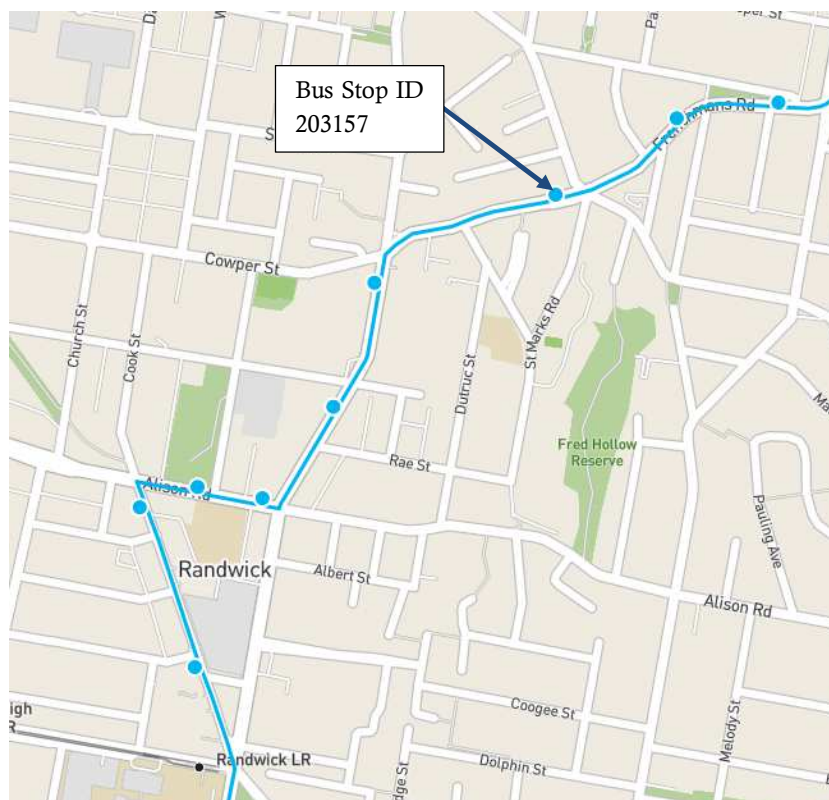 Bus Stop ID
203157
Frenchmans Rd
Cowper St
Church St
Cook St
St Marks Rd
Dutruc St
Rae St
Fred Hollow
Reserve
Alison Rd
Pauling Ave
Randwick
Albert St
Alison Rd
Coogee St
Melody St
Randwick LR
Dolphin St